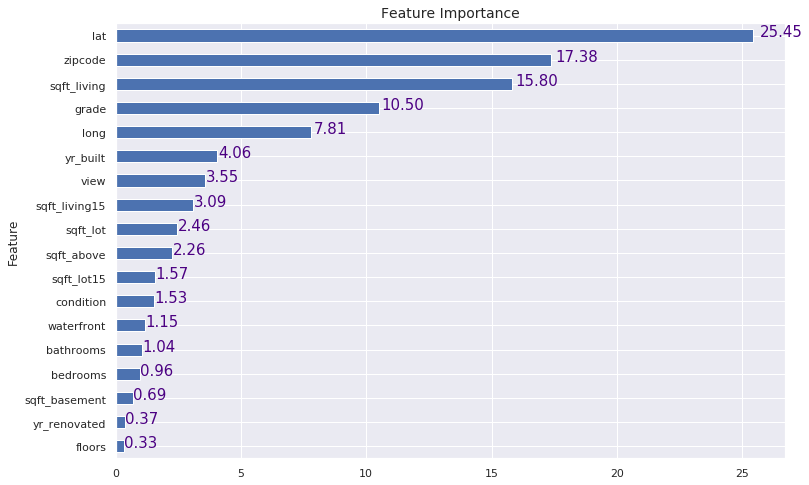 Feature Importance
Feature
lat 25.45
zipcode 17.38
sqft_living 15.80
grade 10.50
long 7.81
yr_built 4.06
view 3.55
sqft_living15 3.09
sqft_lot 2.46
sqft_above 2.26
sqft_lot15 1.57
condition 1.53
waterfront 1.15
bathrooms 1.04
bedrooms 0.96
sqft_basement 0.69
yr_renovated 0.37
floors 0.33
0 5 10 15 20 25